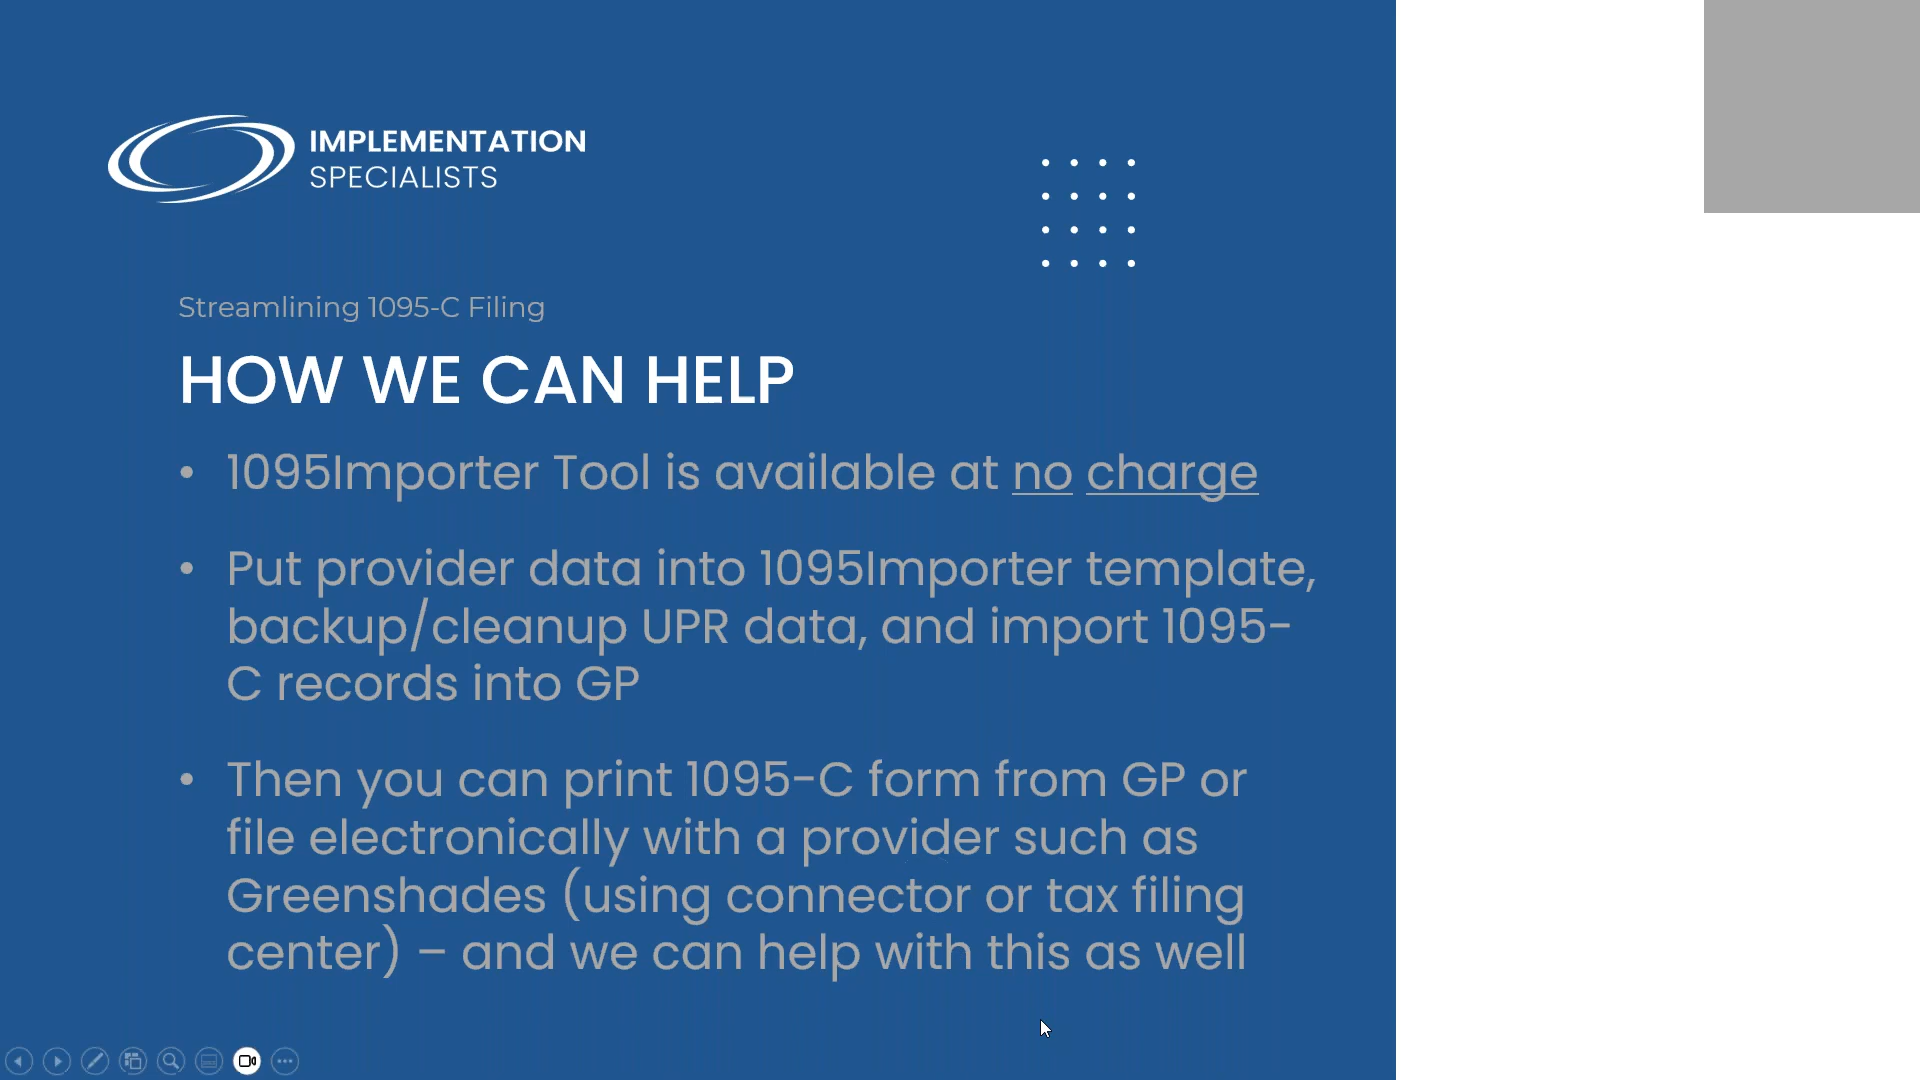 IMPLEMENTATION
SPECIALISTS
Streamlining 1095-C Filing
HOW WE CAN HELP
• 1095Importer Tool is available at no charge
• Put provider data into 1095Importer template,
backup/cleanup UPR data, and import 1095-
C records into GP
• Then you can print 1095-C form from GP or
file electronically with a provider such as
Greenshades (using connector or tax filing
center) – and we can help with this as well